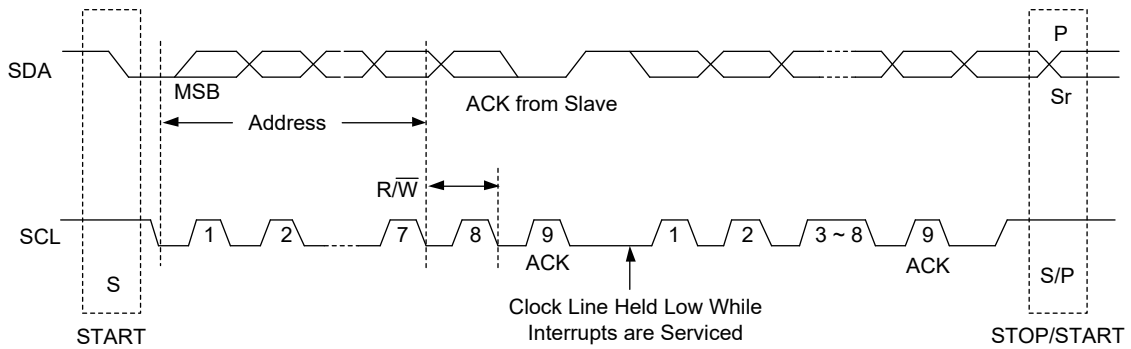 P
SDA
MSB
ACK from Slave
Sr
Address
R/W̅
SCL
1
2
7
8
9
1
2
3 ~ 8
9
ACK
ACK
S
S/P
Clock Line Held Low While
Interrupts are Serviced
START
STOP/START